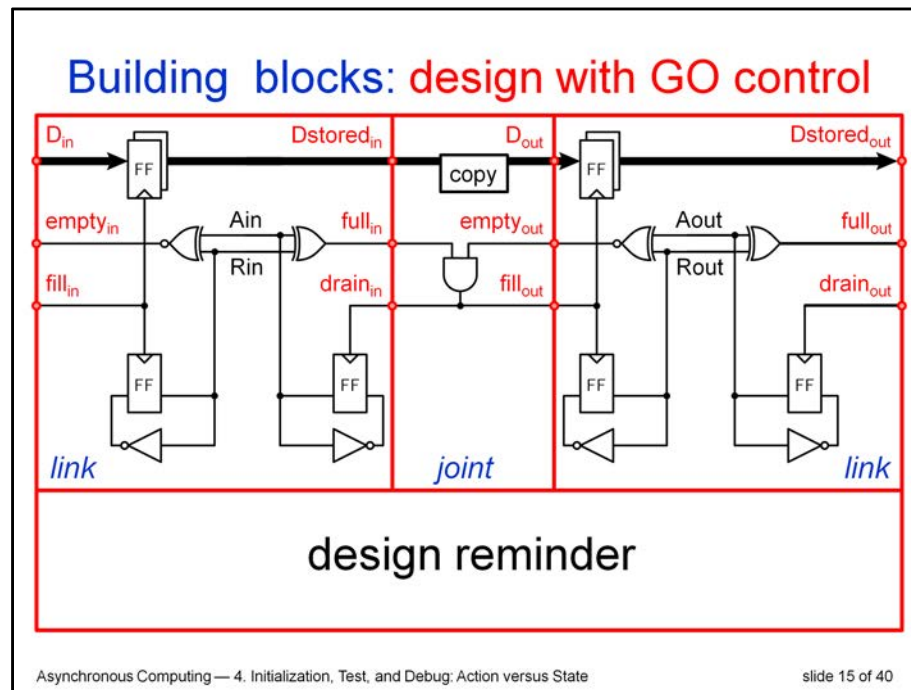 Building blocks: design with GO control
Din Dstoredin Dout Dstoredout
FF FF
copy
emptyin Ain fullin emptyout Aout fullout
Rin Rout
fillin drainin fillout drainout
FF FF FF FF
link joint link
design reminder
Asynchronous Computing — 4. Initialization, Test, and Debug: Action versus State slide 15 of 40